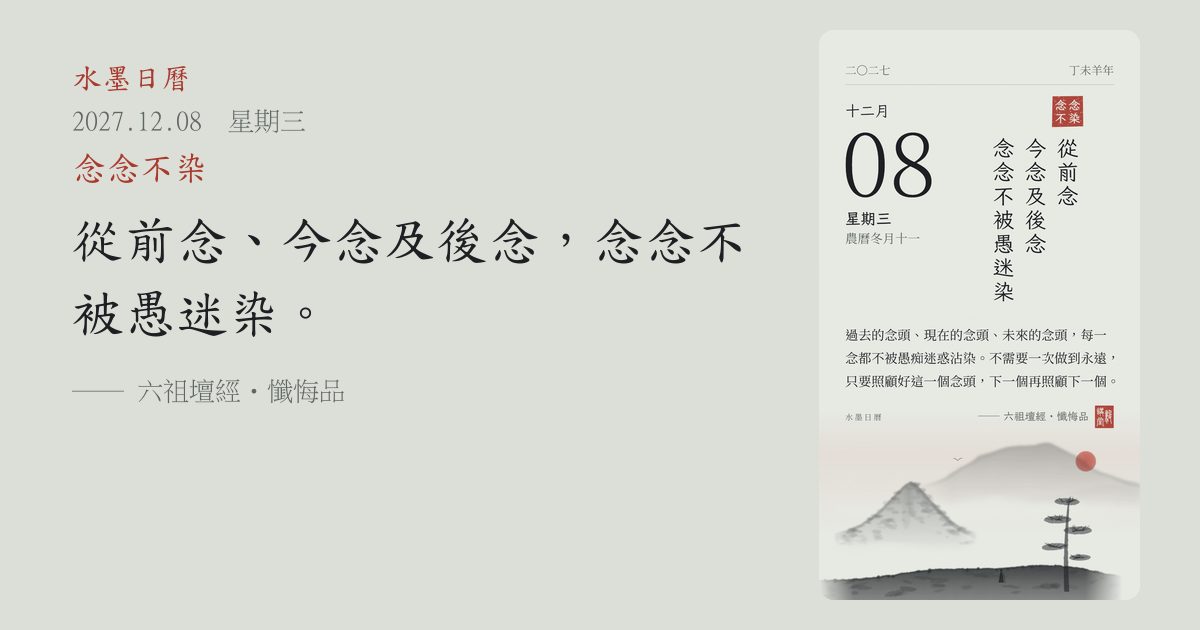 水墨日曆
2027.12.08 星期三
念念不染
從前念、今念及後念，念念不
被愚迷染。
—— 六祖壇經・懺悔品
二〇二七
丁未羊年
十二月
08
星期三
農曆冬月十一
念念
不染
從前念
今念及後念
念念不被愚迷染
過去的念頭、現在的念頭、未來的念頭，每一
念都不被愚痴迷惑沾染。不需要一次做到永遠，
只要照顧好這一個念頭，下一個再照顧下一個。
水墨日曆
—— 六祖壇經・懺悔品